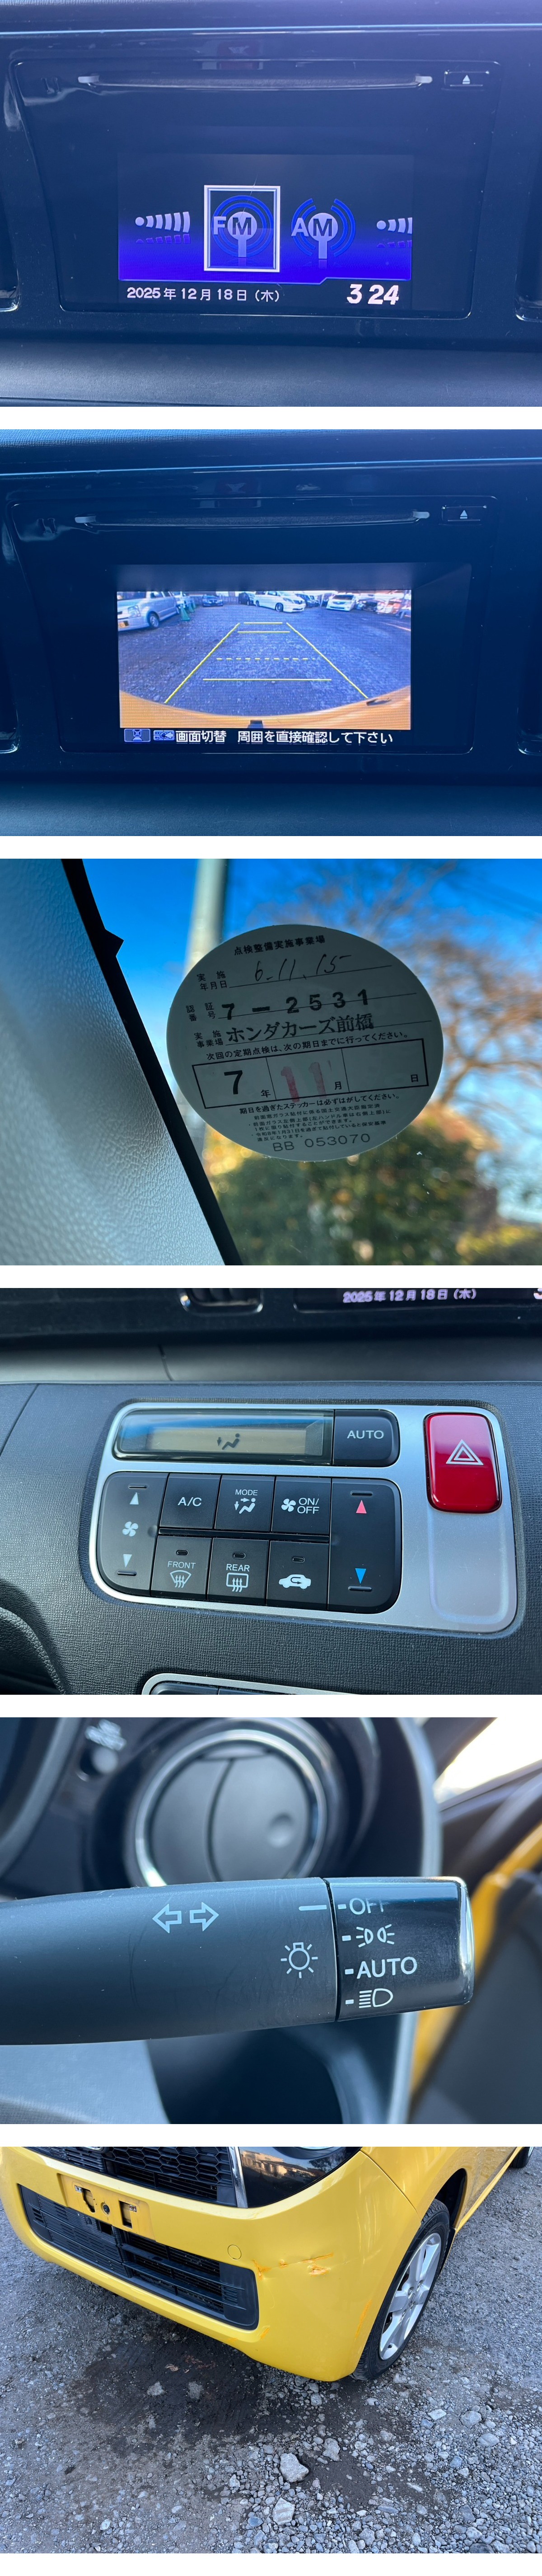 FM
AM
2025年12月18日(木) 3 24
画面切替 周囲を直接確認して下さい
点検整備実施事業場
実施年月日 6.11.15
認証番号 7-2531
実施事業場 ホンダカーズ前橋
次回の定期点検は、次の期日までに行ってください。
7年 11月 日
期日を過ぎたステッカーは必ずはがしてください。
BB 053070
2025年12月18日(木)
AUTO
A/C
MODE
ON/OFF
FRONT
REAR
OFF
AUTO